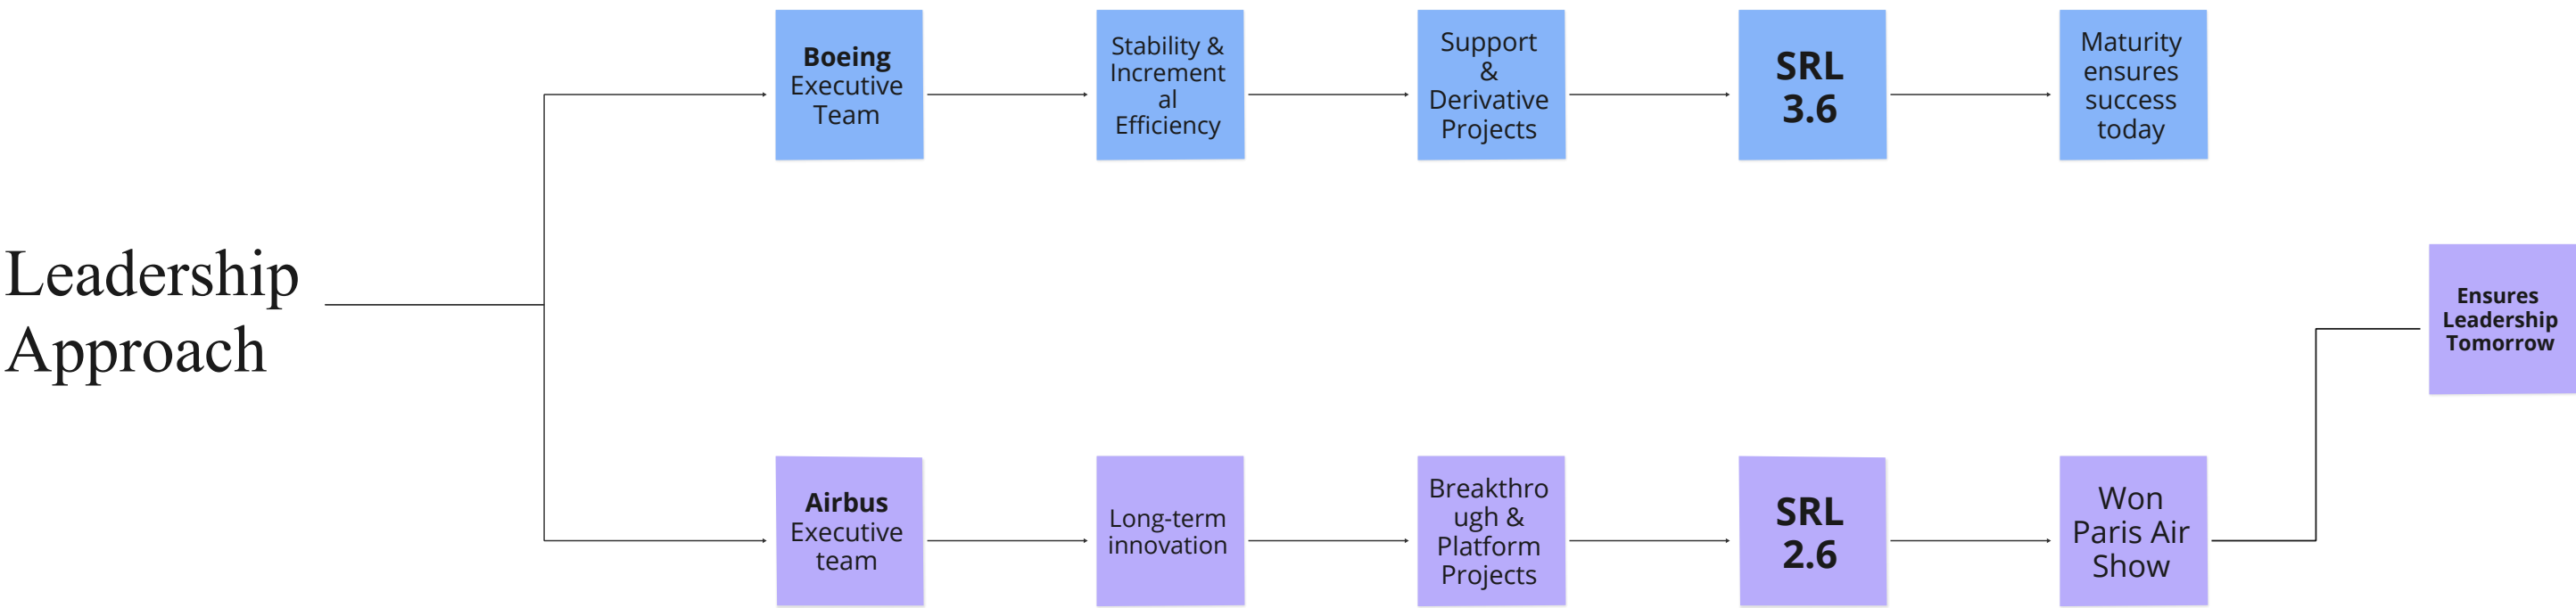 Leadership
Approach
Boeing
Executive
Team
Stability &
Increment
al
Efficiency
Support
&
Derivative
Projects
SRL
3.6
Maturity
ensures
success
today
Airbus
Executive
team
Long-term
innovation
Breakthro
ugh &
Platform
Projects
SRL
2.6
Won
Paris Air
Show
Ensures
Leadership
Tomorrow